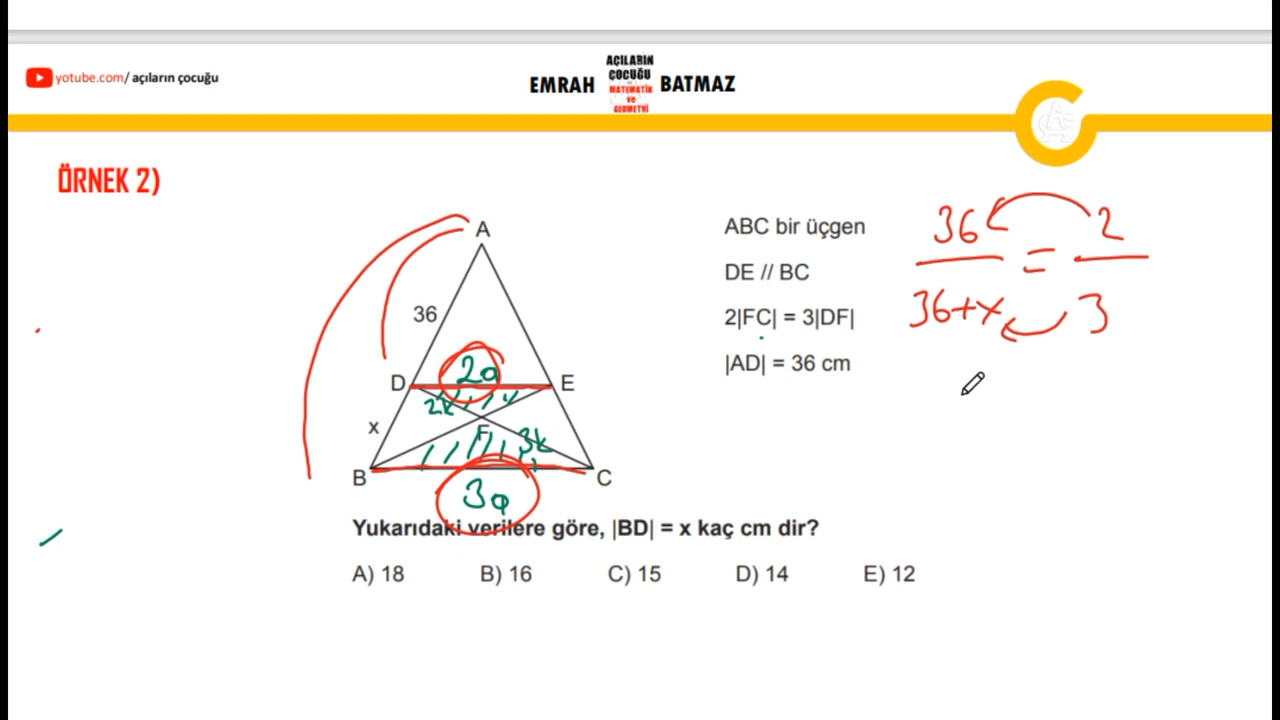 yotube.com/ açıların çocuğu
EMRAH AÇILARIN ÇOCUĞU MATEMATİK ve GEOMETRİ BATMAZ
ÖRNEK 2)
A
36
D
2a
E
2k
x
F
3k
B
C
3a
ABC bir üçgen
DE // BC
2|FC| = 3|DF|
|AD| = 36 cm
36 = 2
36+x 3
Yukarıdaki verilere göre, |BD| = x kaç cm dir?
A) 18 B) 16 C) 15 D) 14 E) 12